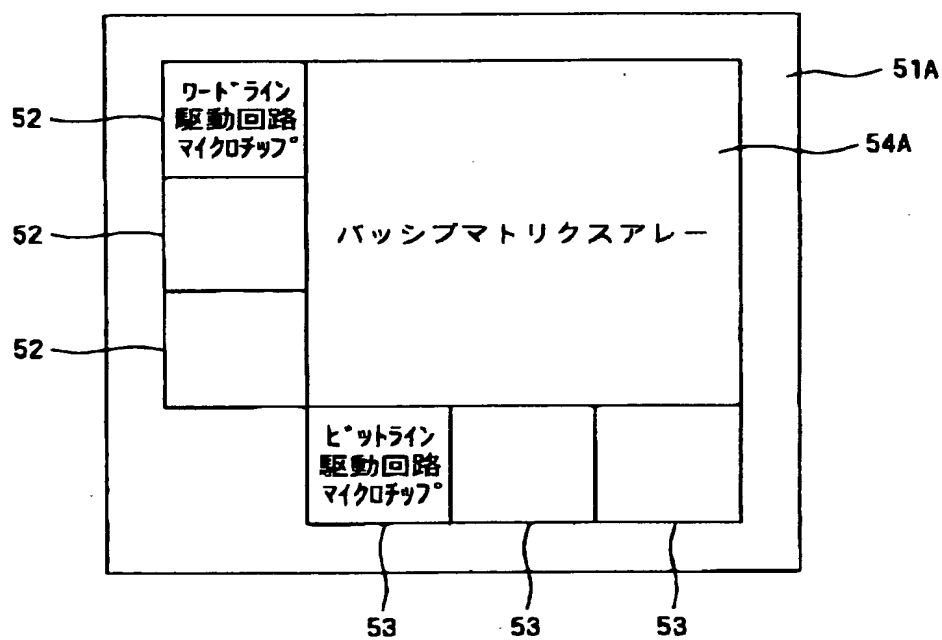 51A
ワードライン
駆動回路
マイクロチップ
52
54A
52
パッシブマトリクスアレー
52
ビットライン
駆動回路
マイクロチップ
53
53
53